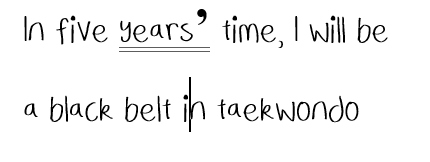 In five years' time, I will be
a black belt in taekwondo